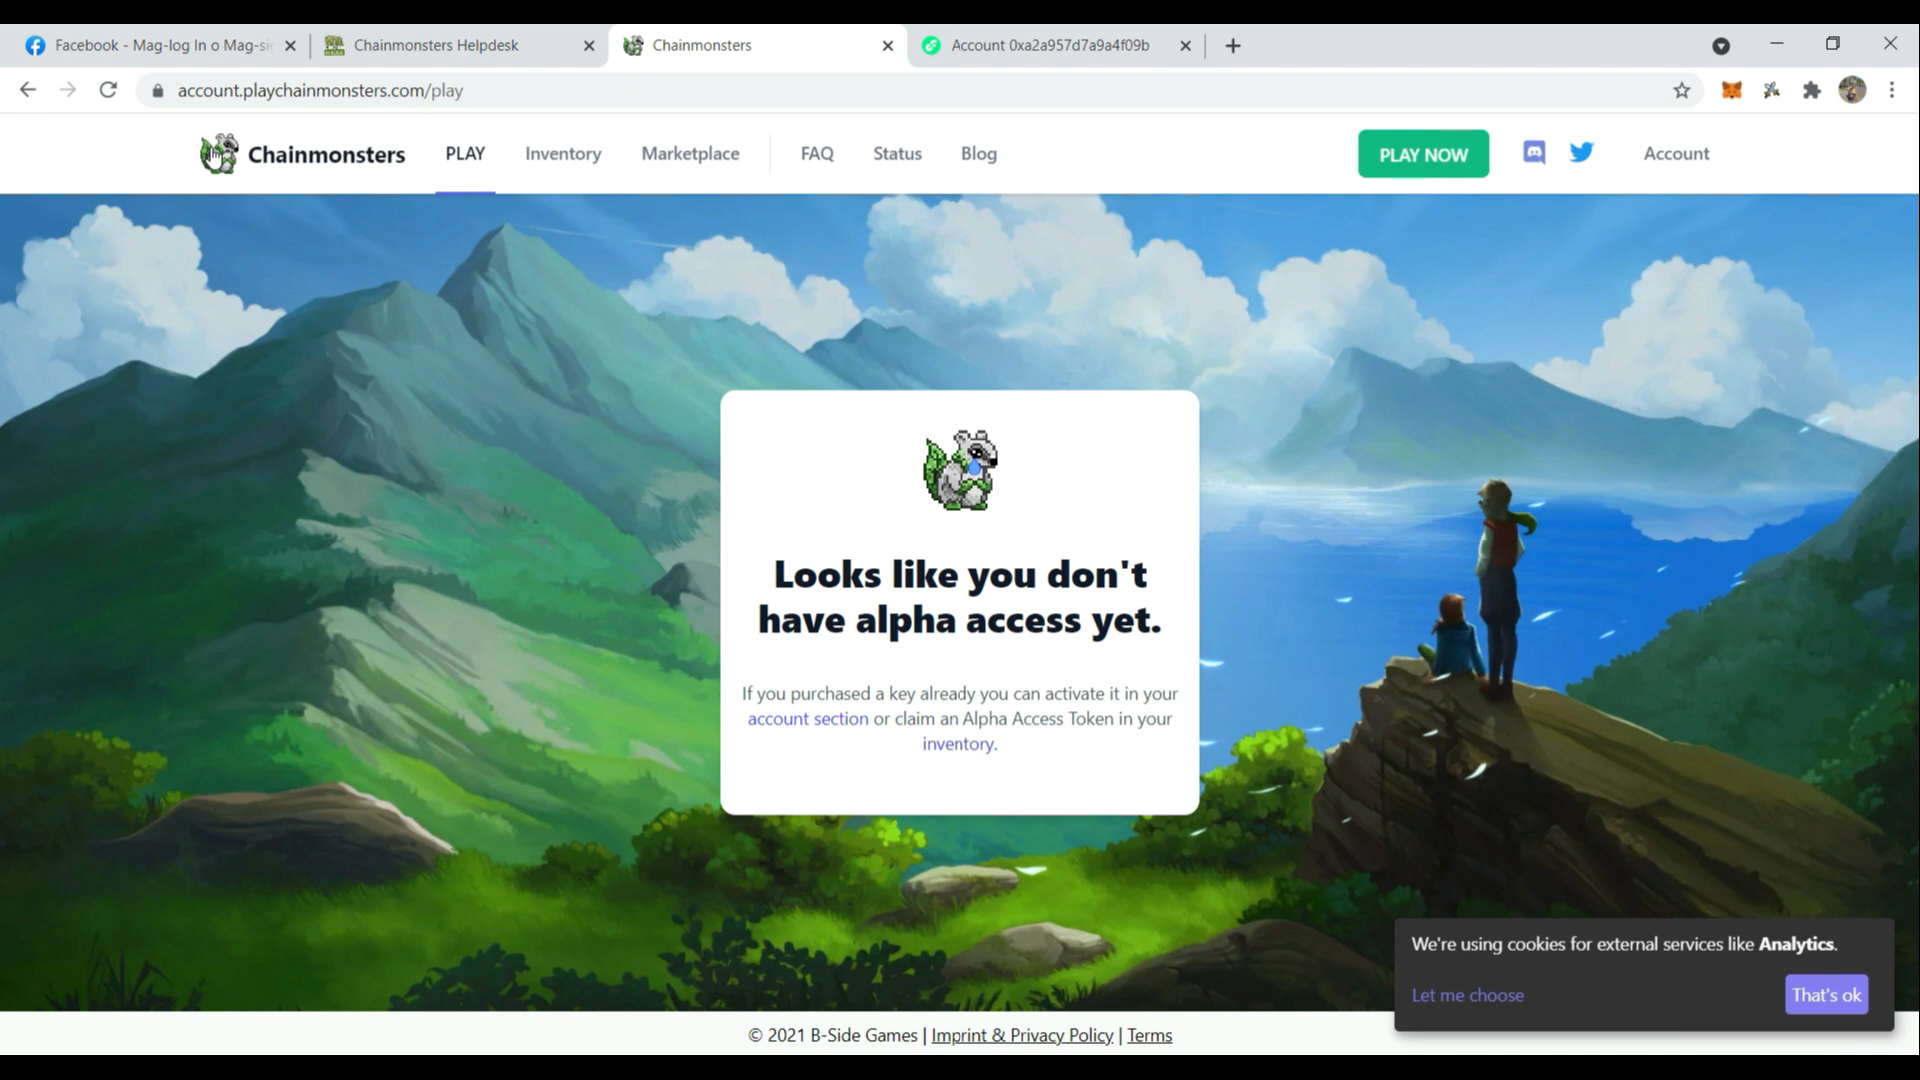 Facebook - Mag-log In o Mag-si
Chainmonsters Helpdesk
Chainmonsters
Account 0xa2a957d7a9a4f09b
account.playchainmonsters.com/play
Chainmonsters
PLAY
Inventory
Marketplace
FAQ
Status
Blog
PLAY NOW
Account
Looks like you don't
have alpha access yet.
If you purchased a key already you can activate it in your
account section or claim an Alpha Access Token in your
inventory.
We're using cookies for external services like Analytics.
Let me choose
That's ok
© 2021 B-Side Games | Imprint & Privacy Policy | Terms